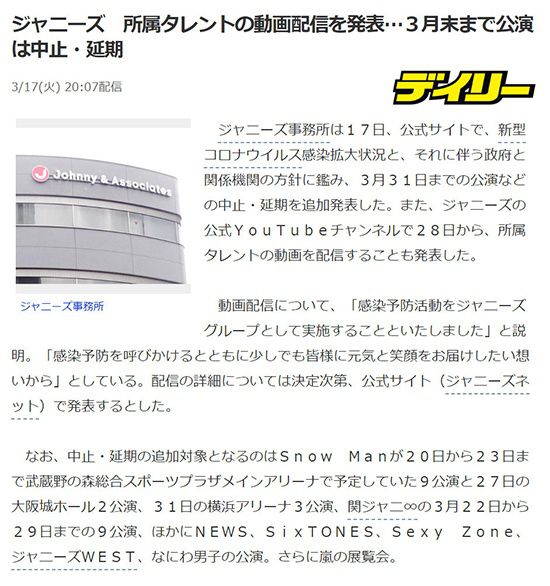 ジャニーズ　所属タレントの動画配信を発表…３月末まで公演
は中止・延期
3/17(火) 20:07配信
デイリー
ジャニーズ事務所は１７日、公式サイトで、新型
コロナウイルス感染拡大状況と、それに伴う政府と
関係機関の方針に鑑み、３月３１日までの公演など
の中止・延期を追加発表した。また、ジャニーズの
公式ＹｏｕＴｕｂｅチャンネルで２８日から、所属
タレントの動画を配信することも発表した。
Johnny & Associates
ジャニーズ事務所
動画配信について、「感染予防活動をジャニーズ
グループとして実施することといたしました」と説
明。「感染予防を呼びかけるとともに少しでも皆様に元気と笑顔をお届けしたい想
いから」としている。配信の詳細については決定次第、公式サイト（ジャニーズネ
ット）で発表するとした。
なお、中止・延期の追加対象となるのはＳｎｏｗ　Ｍａｎが２０日から２３日ま
で武蔵野の森総合スポーツプラザメインアリーナで予定していた９公演と２７日の
大阪城ホール２公演、３１日の横浜アリーナ３公演、関ジャニ∞の３月２２日から
２９日までの９公演、ほかにＮＥＷＳ、ＳｉｘＴＯＮＥＳ、Ｓｅｘｙ　Ｚｏｎｅ、
ジャニーズＷＥＳＴ、なにわ男子の公演。さらに嵐の展覧会。